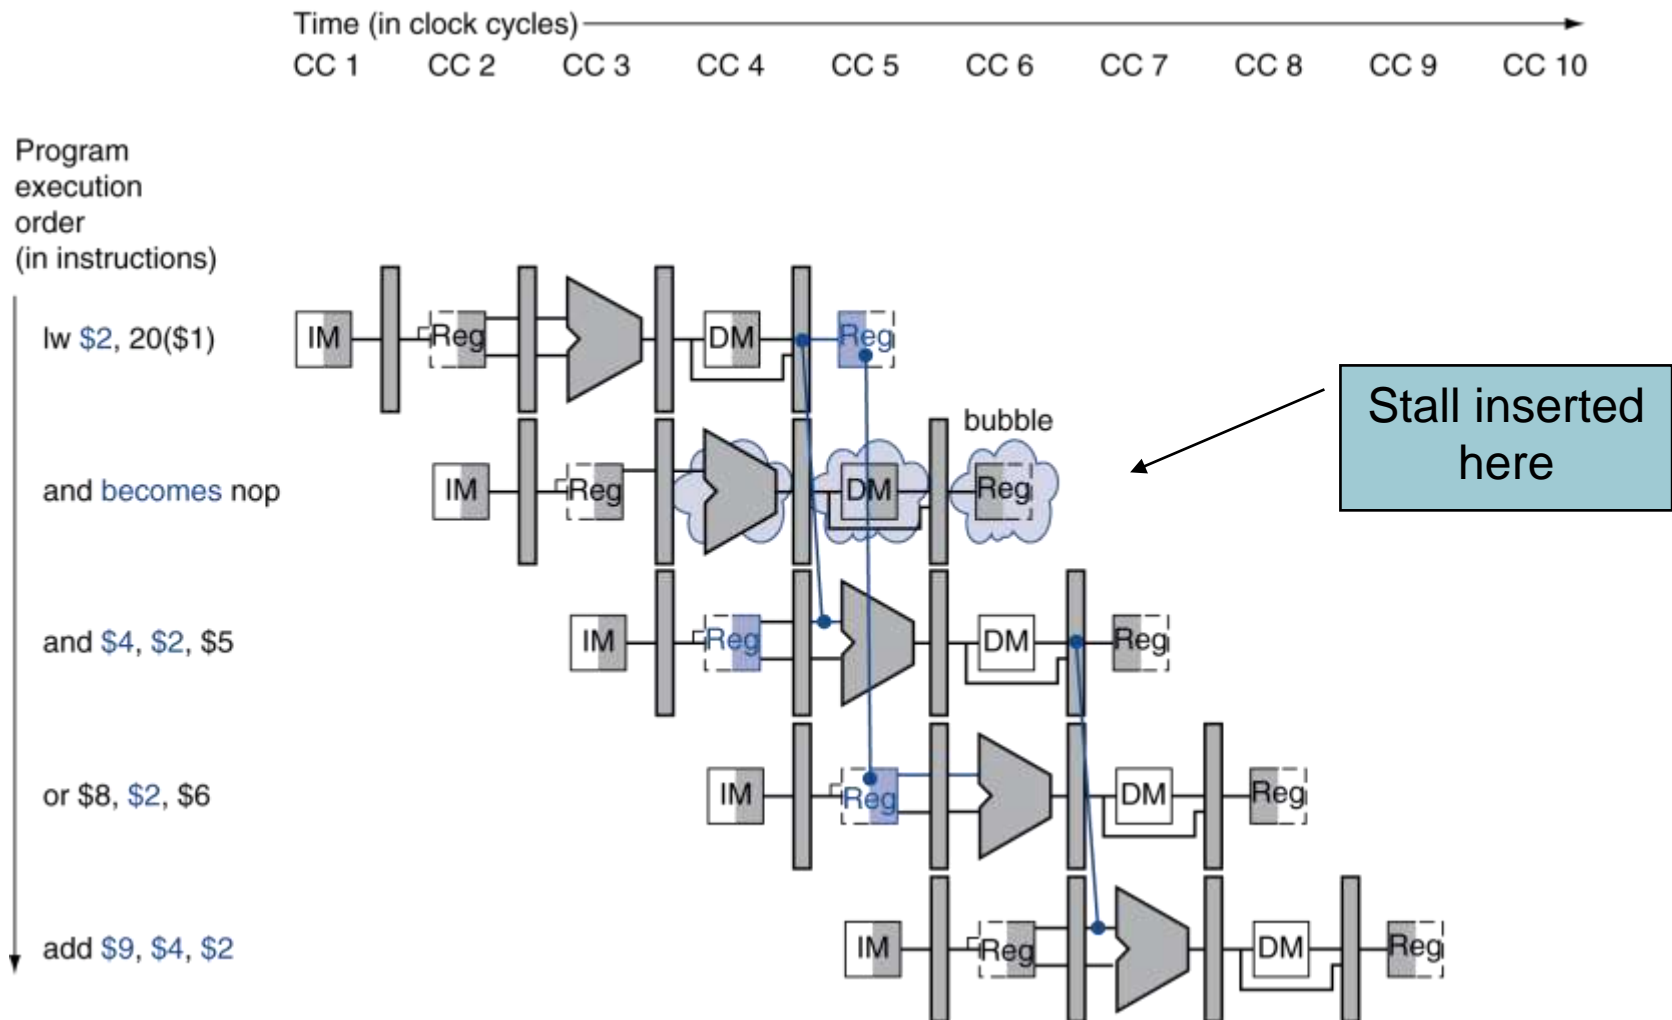 Time (in clock cycles)
CC 1 CC 2 CC 3 CC 4 CC 5 CC 6 CC 7 CC 8 CC 9 CC 10
Program
execution
order
(in instructions)
lw $2, 20($1)
IM Reg DM Reg
Stall inserted
here
bubble
and becomes nop
IM Reg DM Reg
and $4, $2, $5
IM Reg DM Reg
or $8, $2, $6
IM Reg DM Reg
add $9, $4, $2
IM Reg DM Reg